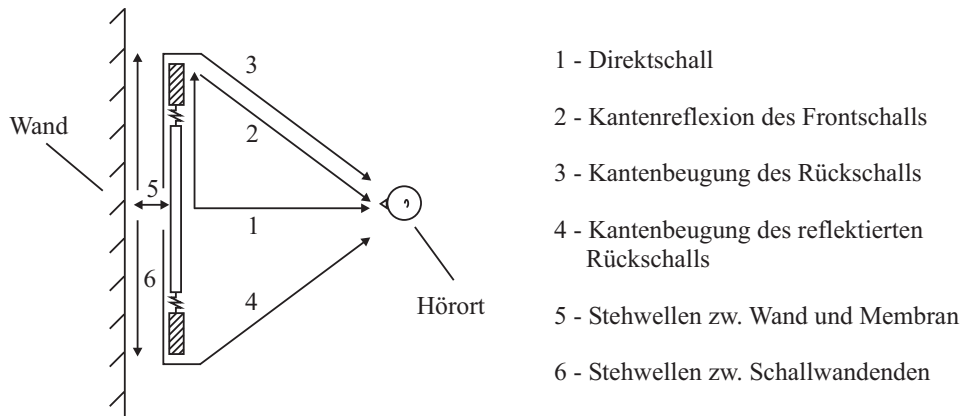 Wand
1
2
3
4
5
6
Hörort
1 - Direktschall
2 - Kantenreflexion des Frontschalls
3 - Kantenbeugung des Rückschalls
4 - Kantenbeugung des reflektierten
Rückschalls
5 - Stehwellen zw. Wand und Membran
6 - Stehwellen zw. Schallwandenden